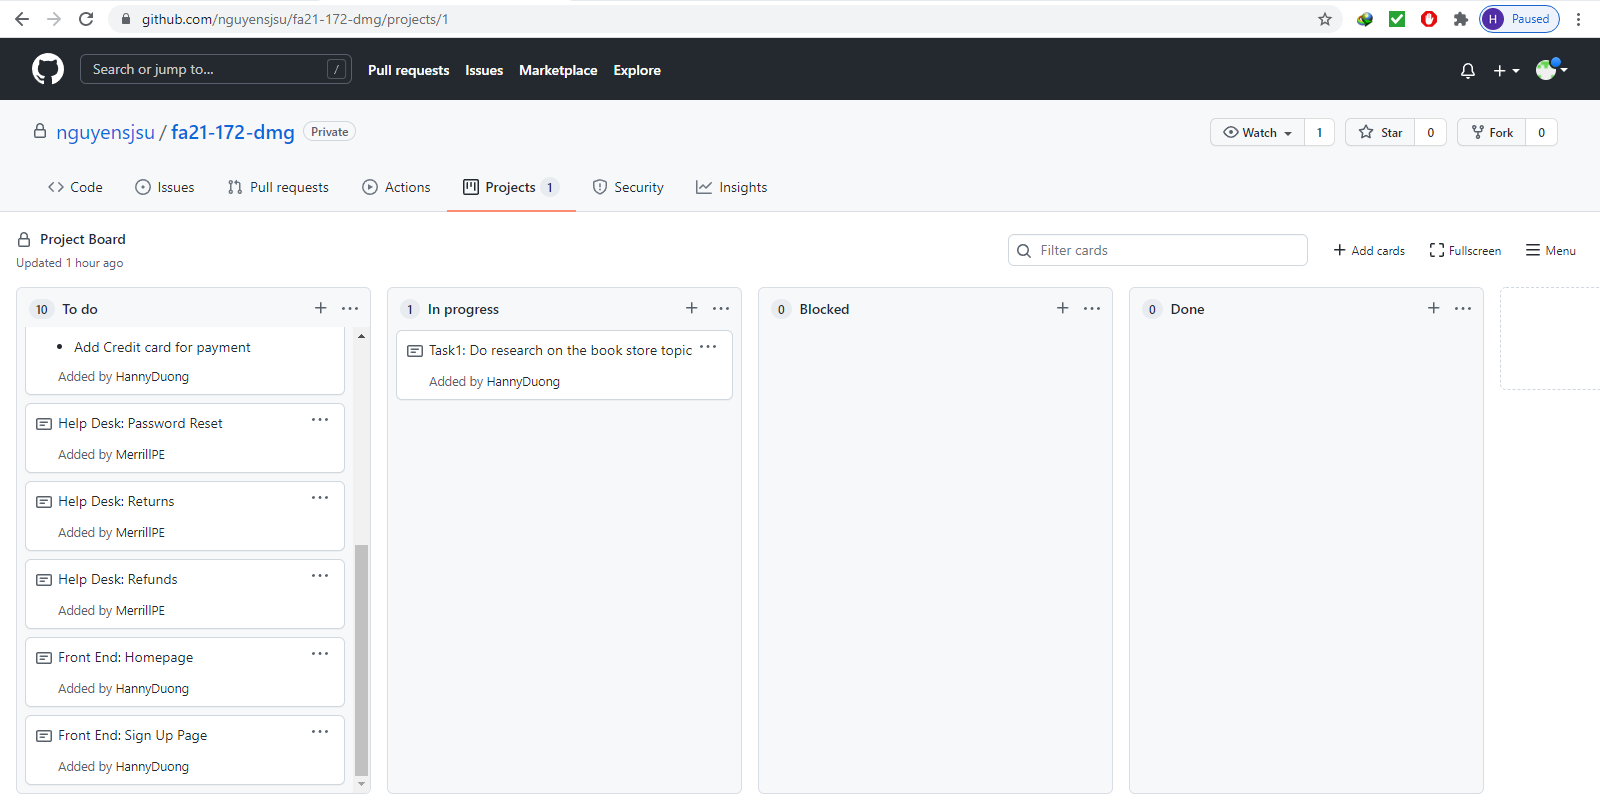 github.com/nguyensjsu/fa21-172-dmg/projects/1
H Paused
Search or jump to... /
Pull requests Issues Marketplace Explore
nguyensjsu / fa21-172-dmg Private
Watch 1 Star 0 Fork 0
Code Issues Pull requests Actions Projects 1 Security Insights
Project Board
Updated 1 hour ago
Filter cards
Add cards Fullscreen Menu
10 To do
Add Credit card for payment
Added by HannyDuong
Help Desk: Password Reset
Added by MerrillPE
Help Desk: Returns
Added by MerrillPE
Help Desk: Refunds
Added by MerrillPE
Front End: Homepage
Added by HannyDuong
Front End: Sign Up Page
Added by HannyDuong
1 In progress
Task1: Do research on the book store topic
Added by HannyDuong
0 Blocked
0 Done